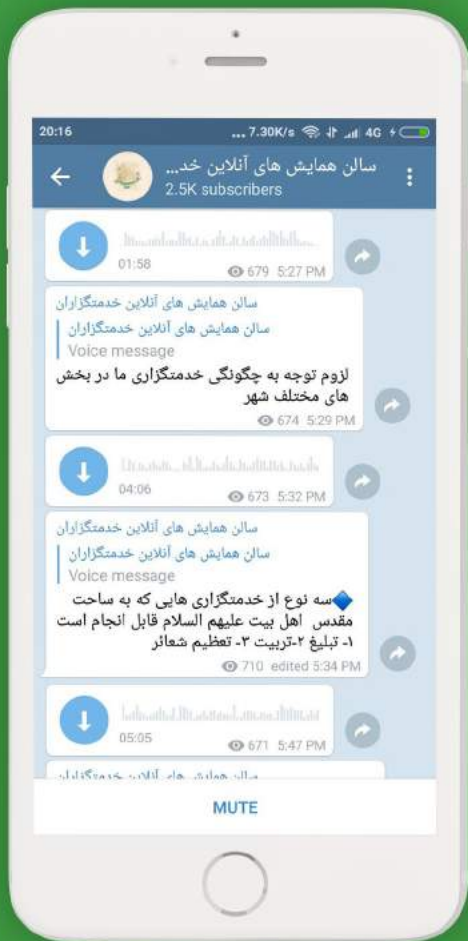 20:16
... 7.30K/s 4G
سالن همایش های آنلاین خد...
2.5K subscribers
01:58
679 5:27 PM
سالن همایش های آنلاین خدمتگزاران
سالن همایش های آنلاین خدمتگزاران
Voice message
لزوم توجه به چگونگی خدمتگزاری ما در بخش
های مختلف شهر
674 5:29 PM
04:06
673 5:32 PM
سالن همایش های آنلاین خدمتگزاران
سالن همایش های آنلاین خدمتگزاران
Voice message
سه نوع از خدمتگزاری هایی که به ساحت
مقدس اهل بیت علیهم السلام قابل انجام است
۱- تبلیغ ۲-تربیت ۳- تعظیم شعائر
710 edited 5:34 PM
05:05
671 5:47 PM
سالن همایش های آنلاین خدمتگزاران
MUTE